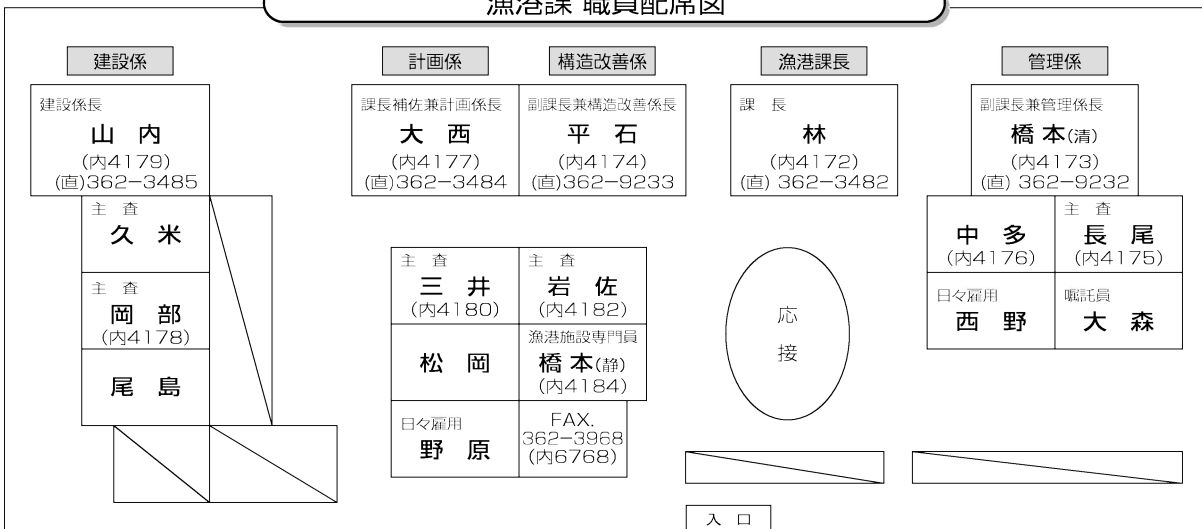 漁港課 職員配席図
建設係
建設係長
山 内
(内4179)
(直)362−3485
主 査
久 米
主 査
岡 部
(内4178)
尾 島
計画係
構造改善係
課長補佐兼計画係長
大 西
(内4177)
(直)362−3484
副課長兼構造改善係長
平 石
(内4174)
(直)362−9233
主 査
三 井
(内4180)
主 査
岩 佐
(内4182)
松 岡
漁港施設専門員
橋 本(静)
(内4184)
日々雇用
野 原
FAX.
362−3968
(内6768)
漁港課長
課 長
林
(内4172)
(直) 362−3482
応
接
管理係
副課長兼管理係長
橋 本(清)
(内4173)
(直) 362−9232
中 多
(内4176)
主 査
長 尾
(内4175)
日々雇用
西 野
嘱託員
大 森
入 口